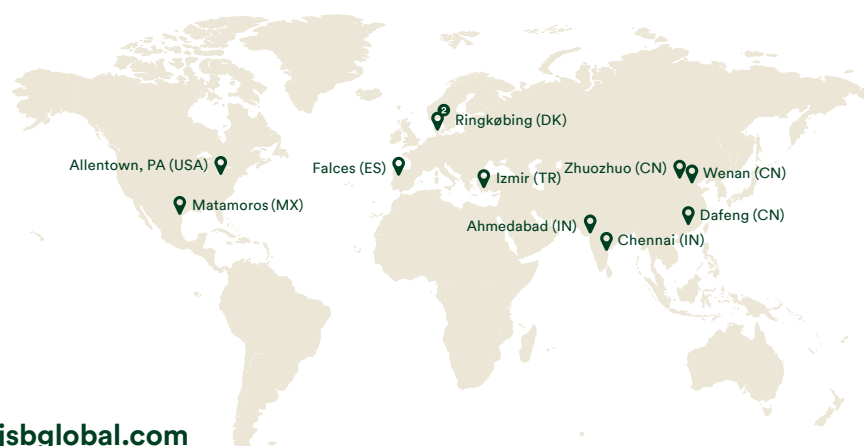 2
Ringkøbing (DK)
Allentown, PA (USA)
Falces (ES)
Izmir (TR)
Zhuozhuo (CN)
Wenan (CN)
Matamoros (MX)
Ahmedabad (IN)
Dafeng (CN)
Chennai (IN)
jsbglobal.com